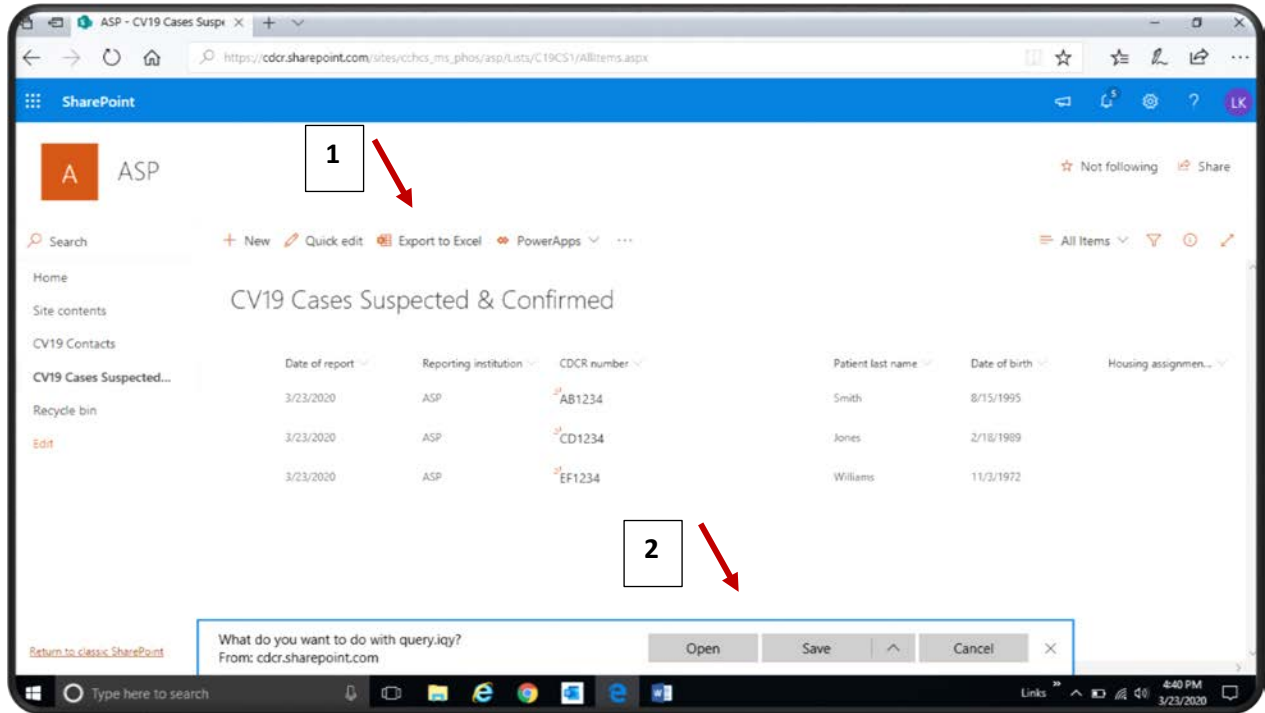 ASP - CV19 Cases Suspe
https://cdcr.sharepoint.com/sites/cchcs_ms_phos/asp/Lists/C19CS1/AllItems.aspx
SharePoint
5
?
LK
A
ASP
1
Not following
Share
Search
New
Quick edit
Export to Excel
PowerApps
...
All Items
Home
Site contents
CV19 Contacts
CV19 Cases Suspected...
Recycle bin
Edit
CV19 Cases Suspected & Confirmed
Date of report Reporting institution CDCR number Patient last name Date of birth Housing assignmen...
3/23/2020 ASP AB1234 Smith 8/15/1995
3/23/2020 ASP CD1234 Jones 2/18/1989
3/23/2020 ASP EF1234 Williams 11/3/1972
2
Return to classic SharePoint
What do you want to do with query.iqy?
From: cdcr.sharepoint.com
Open
Save
Cancel
Type here to search
Links
4:40 PM
3/23/2020